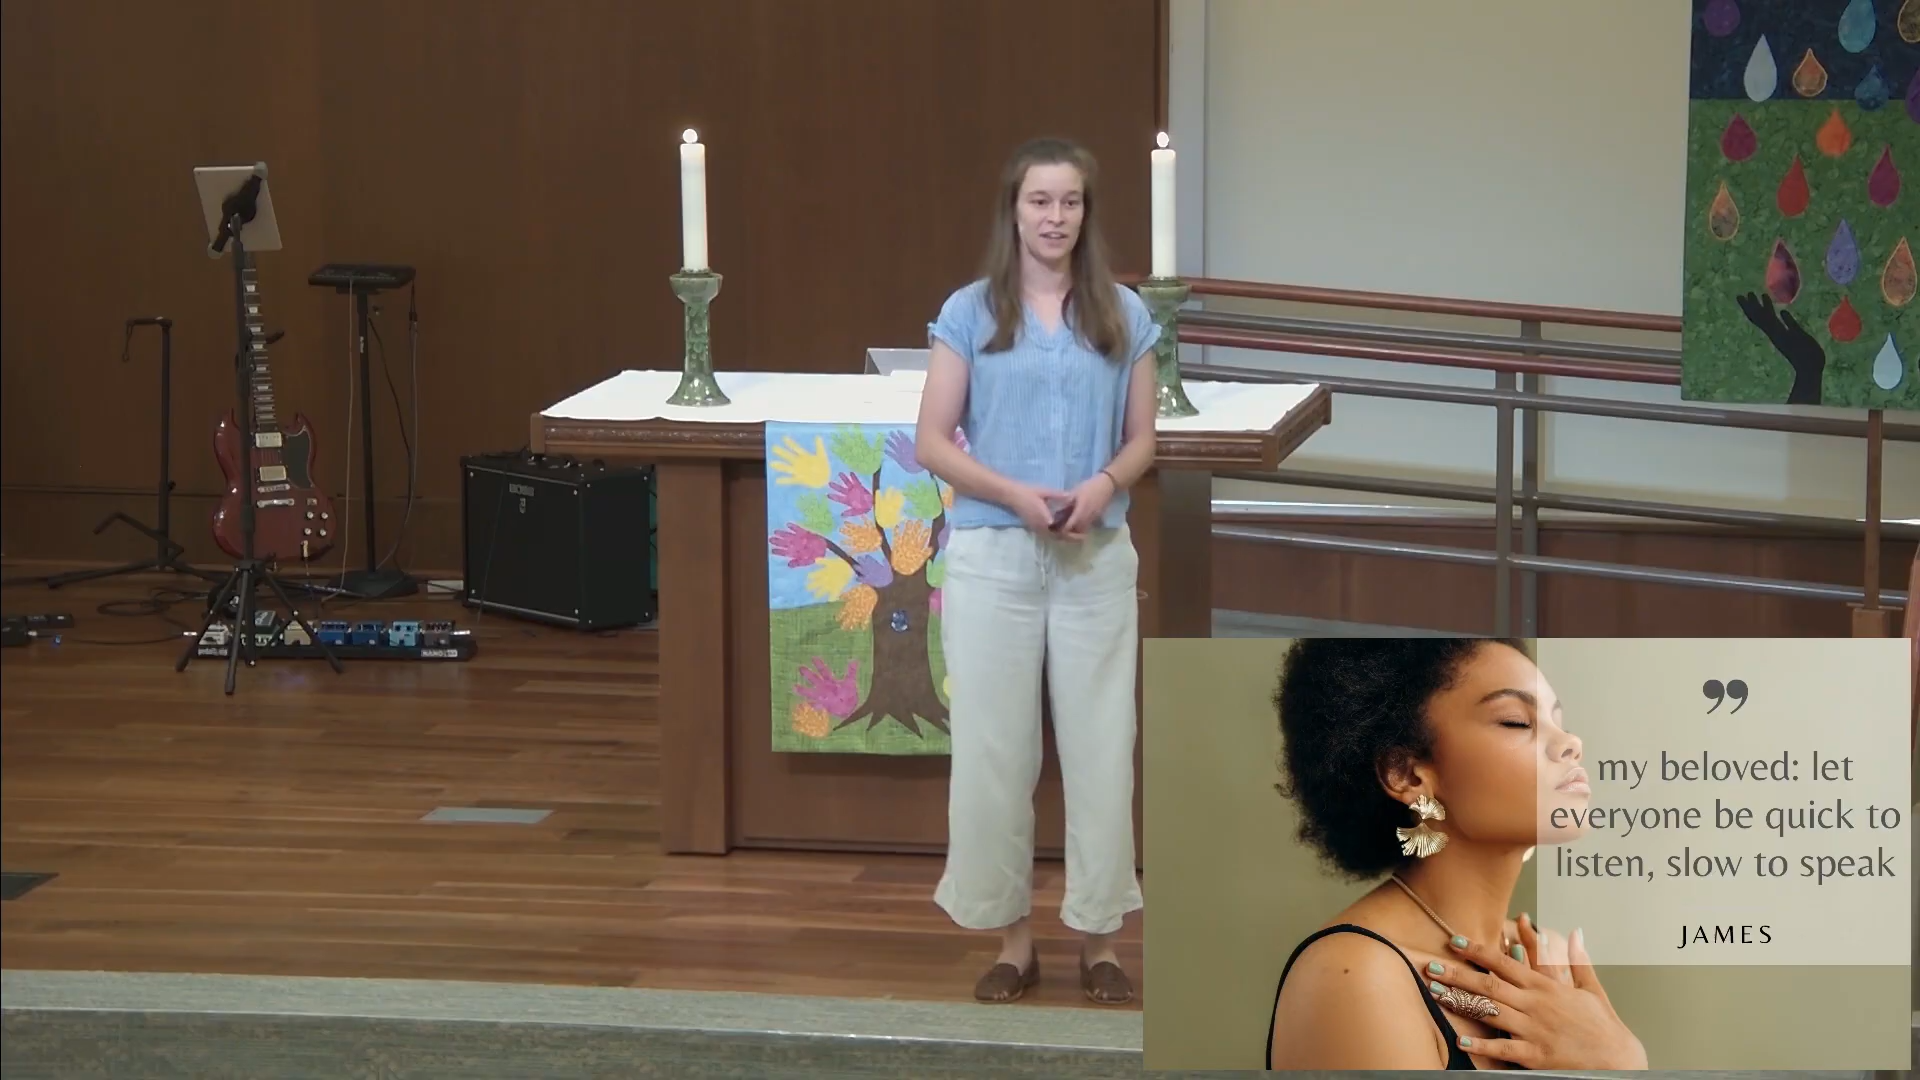 ❜❜
my beloved: let
everyone be quick to
listen, slow to speak
JAMES